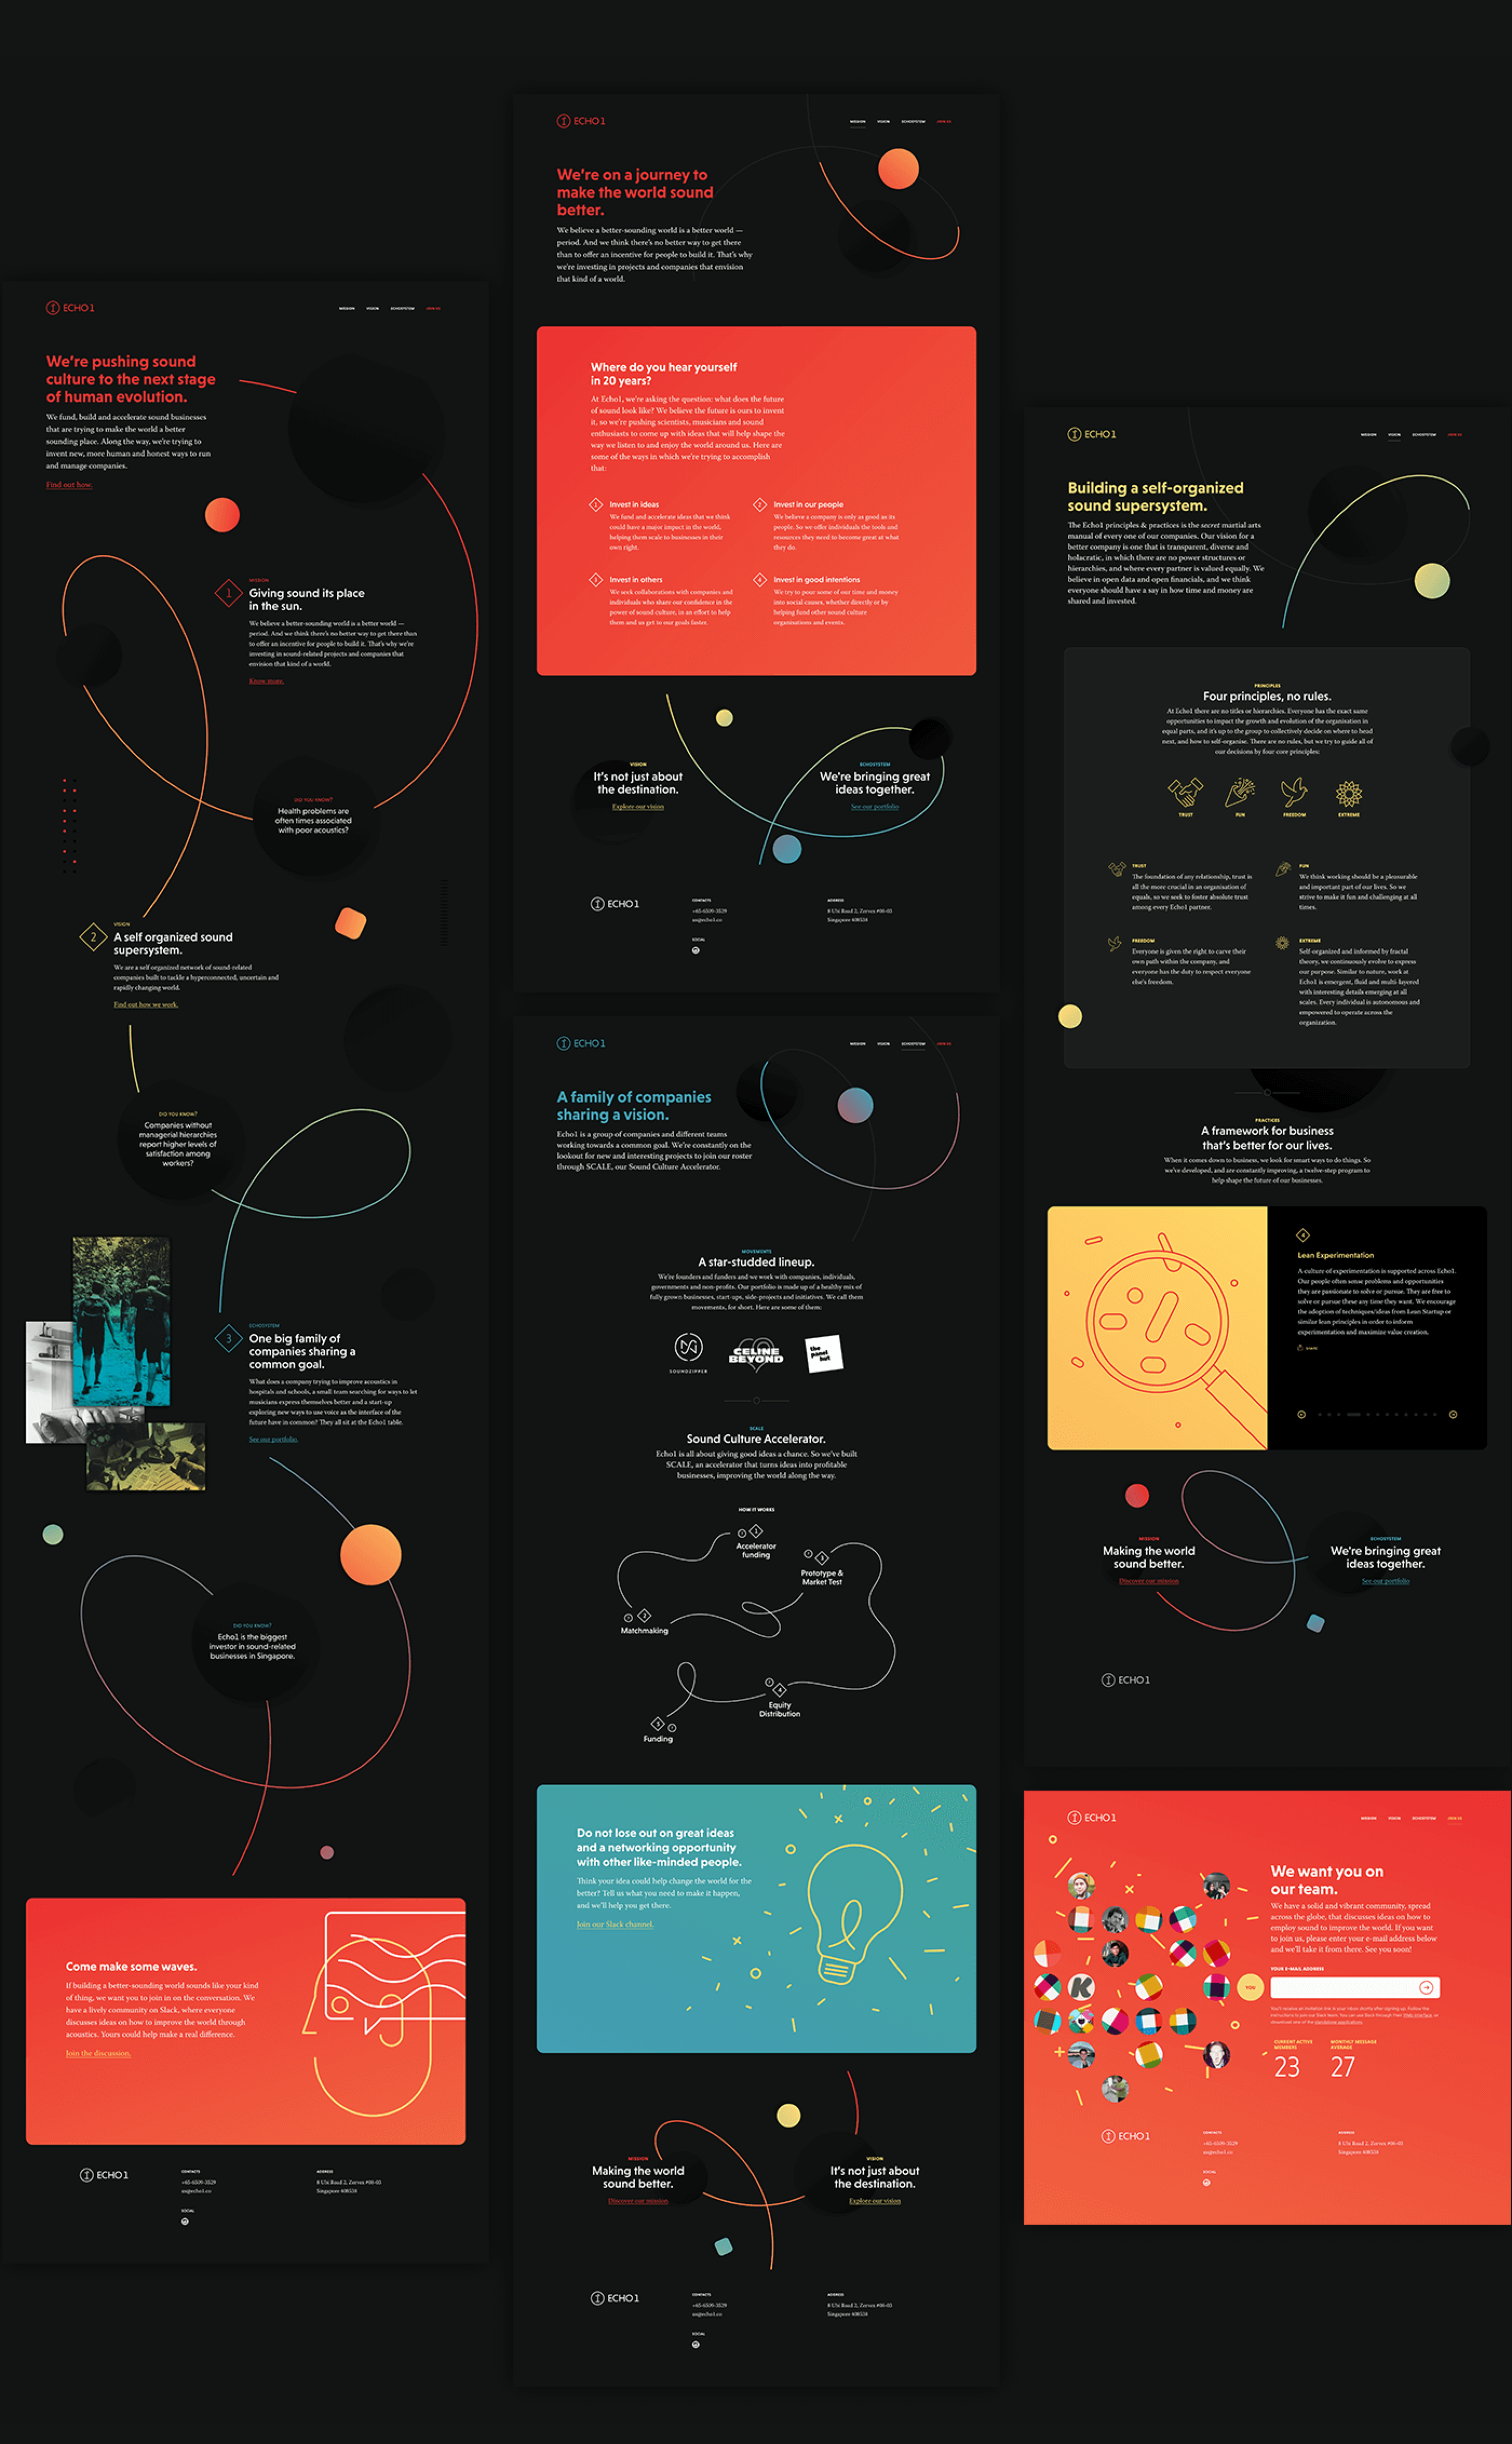 ECHO1
MISSION
VISION
ECHOSYSTEM
JOIN US
We're pushing sound
culture to the next stage
of human evolution.
We fund, build and accelerate sound businesses
that are trying to make the world a better
sounding place. Along the way, we're trying to
invent new, more human and honest ways to run
and manage companies.
Find out how.
1
MISSION
Giving sound its place
in the sun.
We believe a better-sounding world is a better world —
period. And we think there's no better way to get there than
to offer an incentive for people to build it. That's why we're
investing in sound-related projects and companies that
envision that kind of a world.
Know more.
DID YOU KNOW?
Health problems are
often times associated
with poor acoustics?
2
VISION
A self organized sound
supersystem.
We are a self organized network of sound-related
companies built to tackle a hyperconnected, uncertain and
rapidly changing world.
Find out how we work.
DID YOU KNOW?
Companies without
managerial hierarchies
report higher levels of
satisfaction among
workers?
3
ECHOSYSTEM
One big family of
companies sharing a
common goal.
What does a company trying to improve acoustics in
hospitals and schools, a small team searching for ways to let
musicians express themselves better and a start-up
exploring new ways to use voice as the interface of the
future have in common? They all sit at the Echo1 table.
See our portfolio.
DID YOU KNOW?
Echo1 is the biggest
investor in sound-related
businesses in Singapore.
Come make some waves.
If building a better-sounding world sounds like your kind
of thing, we want you to join in on the conversation. We
have a lively community on Slack, where everyone
discusses ideas on how to improve the world through
acoustics. Yours could help make a real difference.
Join the discussion.
ECHO1
CONTACTS
+65-6509-3529
us@echo1.co
SOCIAL
ADDRESS
8 Ubi Road 2, Zervex #06-03
Singapore 408538
ECHO1
MISSION
VISION
ECHOSYSTEM
JOIN US
We're on a journey to
make the world sound
better.
We believe a better-sounding world is a better world —
period. And we think there's no better way to get there
than to offer an incentive for people to build it. That's why
we're investing in projects and companies that envision
that kind of a world.
Where do you hear yourself
in 20 years?
At Echo1, we're asking the question: what does the future
of sound look like? We believe the future is ours to invent
it, so we're pushing scientists, musicians and sound
enthusiasts to come up with ideas that will help shape the
way we listen to and enjoy the world around us. Here are
some of the ways in which we're trying to accomplish
that:
1
Invest in ideas
We fund and accelerate ideas that we think
could have a major impact in the world,
helping them scale to businesses in their
own right.
2
Invest in our people
We believe a company is only as good as its
people. So we offer individuals the tools and
resources they need to become great at what
they do.
3
Invest in others
We seek collaborations with companies and
individuals who share our confidence in the
power of sound culture, in an effort to help
them and us get to our goals faster.
4
Invest in good intentions
We try to pour some of our time and money
into social causes, whether directly or by
helping fund other sound culture
organisations and events.
VISION
It's not just about
the destination.
Explore our vision
ECHOSYSTEM
We're bringing great
ideas together.
See our portfolio
ECHO1
CONTACTS
+65-6509-3529
us@echo1.co
SOCIAL
ADDRESS
8 Ubi Road 2, Zervex #06-03
Singapore 408538
ECHO1
MISSION
VISION
ECHOSYSTEM
JOIN US
A family of companies
sharing a vision.
Echo1 is a group of companies and different teams
working towards a common goal. We're constantly on the
lookout for new and interesting projects to join our roster
through SCALE, our Sound Culture Accelerator.
MOVEMENTS
A star-studded lineup.
We're founders and funders and we work with companies, individuals,
governments and non-profits. Our portfolio is made up of a healthy mix of
fully grown businesses, start-ups, side-projects and initiatives. We call them
movements, for short. Here are some of them:
SOUNDZIPPER
CELINE
BEYOND
the
panel
hut
SCALE
Sound Culture Accelerator.
Echo1 is all about giving good ideas a chance. So we've built
SCALE, an accelerator that turns ideas into profitable
businesses, improving the world along the way.
HOW IT WORKS
1
Accelerator
funding
3
Prototype &
Market Test
2
Matchmaking
4
Equity
Distribution
5
Funding
Do not lose out on great ideas
and a networking opportunity
with other like-minded people.
Think your idea could help change the world for the
better? Tell us what you need to make it happen,
and we'll help you get there.
Join our Slack channel.
MISSION
Making the world
sound better.
Discover our mission
VISION
It's not just about
the destination.
Explore our vision
ECHO1
CONTACTS
+65-6509-3529
us@echo1.co
SOCIAL
ADDRESS
8 Ubi Road 2, Zervex #06-03
Singapore 408538
ECHO1
MISSION
VISION
ECHOSYSTEM
JOIN US
Building a self-organized
sound supersystem.
The Echo1 principles & practices is the secret martial arts
manual of every one of our companies. Our vision for a
better company is one that is transparent, diverse and
holacratic, in which there are no power structures or
hierarchies, and where every partner is valued equally. We
believe in open data and open financials, and we think
everyone should have a say in how time and money are
shared and invested.
PRINCIPLES
Four principles, no rules.
At Echo1 there are no titles or hierarchies. Everyone has the exact same
opportunities to impact the growth and evolution of the organisation in
equal parts, and it's up to the group to collectively decide on where to head
next, and how to self-organise. There are no rules, but we try to guide all of
our decisions by four core principles:
TRUST
FUN
FREEDOM
EXTREME
TRUST
The foundation of any relationship, trust is
all the more crucial in an organisation of
equals, so we seek to foster absolute trust
among every Echo1 partner.
FUN
We think working should be a pleasurable
and important part of our lives. So we
strive to make it fun and challenging at all
times.
FREEDOM
Everyone is given the right to carve their
own path within the company, and
everyone has the duty to respect everyone
else's freedom.
EXTREME
Self-organized and informed by fractal
theory, we continuously evolve to express
our purpose. Similar to nature, work at
Echo1 is emergent, fluid and multi-layered
with interesting details emerging at all
scales. Every individual is autonomous and
empowered to operate across the
organization.
PRACTICES
A framework for business
that's better for our lives.
When it comes down to business, we look for smart ways to do things. So
we've developed, and are constantly improving, a twelve-step program to
help shape the future of our businesses.
4
Lean Experimentation
A culture of experimentation is supported across Echo1.
Our people often sense problems and opportunities
they are passionate to solve or pursue. They are free to
solve or pursue these any time they want. We encourage
the adoption of techniques/ideas from Lean Startup or
similar lean principles in order to inform
experimentation and maximize value creation.
SHARE
MISSION
Making the world
sound better.
Discover our mission
ECHOSYSTEM
We're bringing great
ideas together.
See our portfolio
ECHO1
ECHO1
MISSION
VISION
ECHOSYSTEM
JOIN US
We want you on
our team.
We have a solid and vibrant community, spread
across the globe, that discusses ideas on how to
employ sound to improve the world. If you want
to join us, please enter your e-mail address below
and we'll take it from there. See you soon!
YOUR E-MAIL ADDRESS
YOU
K
You'll receive an invitation link in your inbox shortly after signing up. Follow the
instructions to join our Slack team. You can use Slack through their Web interface, or
download one of the standalone applications.
CURRENT ACTIVE
MEMBERS
23
MONTHLY MESSAGE
AVERAGE
27
ECHO1
CONTACTS
+65-6509-3529
us@echo1.co
SOCIAL
ADDRESS
8 Ubi Road 2, Zervex #06-03
Singapore 408538